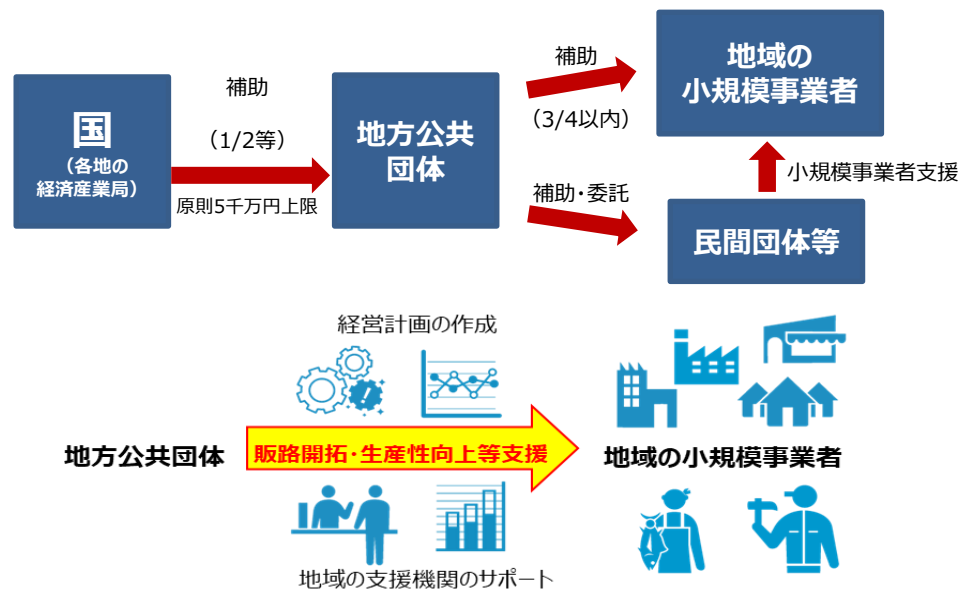 国
（各地の
経済産業局）
補助
（1/2等）
原則5千万円上限
地方公共
団体
補助
（3/4以内）
補助・委託
地域の
小規模事業者
小規模事業者支援
民間団体等
経営計画の作成
地方公共団体
販路開拓・生産性向上等支援
地域の小規模事業者
地域の支援機関のサポート